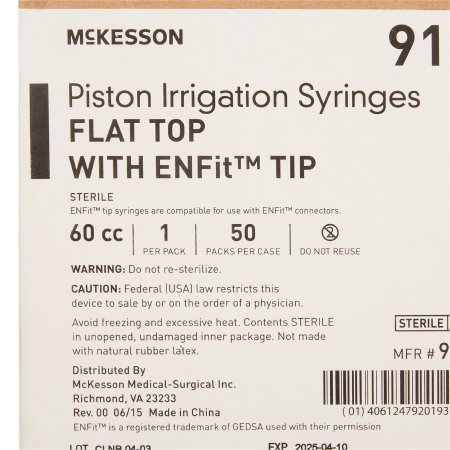 McKESSON
91
Piston Irrigation Syringes
FLAT TOP
WITH ENFit™ TIP
STERILE
ENFit™ tip syringes are compatible for use with ENFit™ connectors.
60 cc
1
PER PACK
50
PACKS PER CASE
2
DO NOT REUSE
WARNING: Do not re-sterilize.
CAUTION: Federal (USA) law restricts this
device to sale by or on the order of a physician.
Avoid freezing and excessive heat. Contents STERILE
in unopened, undamaged inner package. Not made
with natural rubber latex.
STERILE
MFR # 9
Distributed By
McKesson Medical-Surgical Inc.
Richmond, VA 23233
Rev. 00 06/15 Made in China
ENFit™ is a registered trademark of GEDSA used with their permission
(01) 4061247920193
LOT CLNB 04-03
EXP 2025-04-10